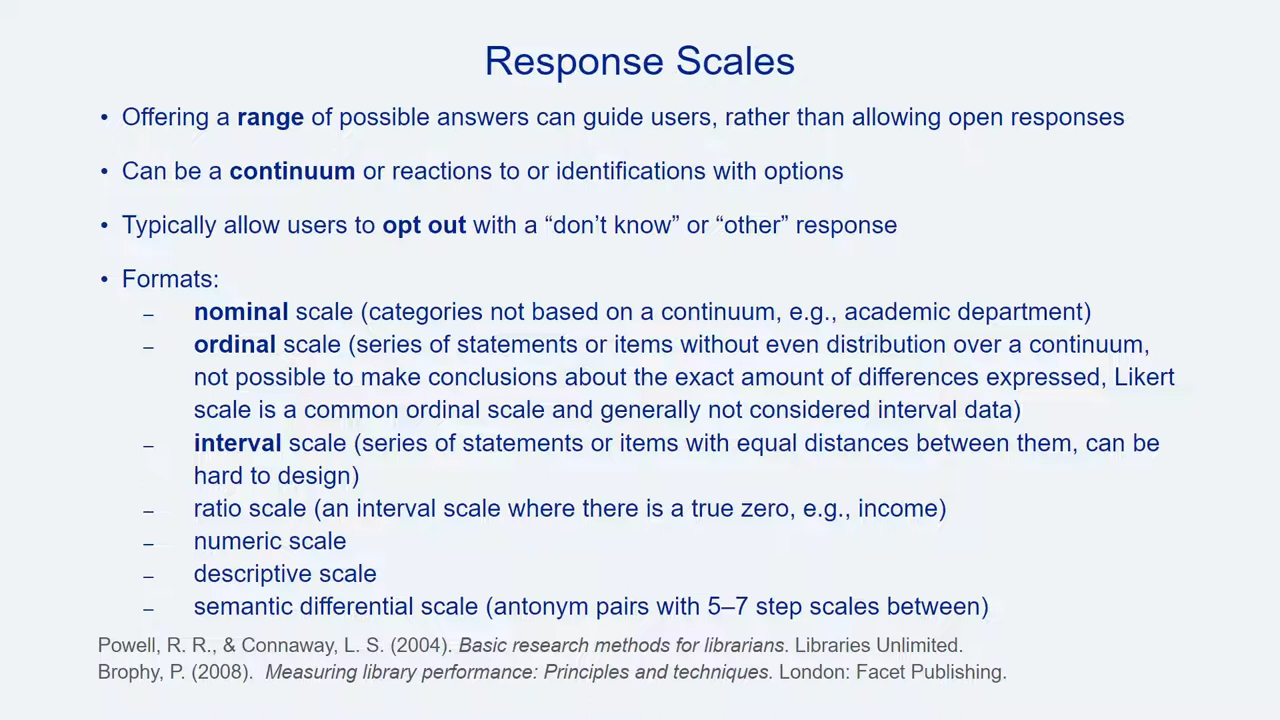 Response Scales
• Offering a range of possible answers can guide users, rather than allowing open responses
• Can be a continuum or reactions to or identifications with options
• Typically allow users to opt out with a “don’t know” or “other” response
• Formats:
– nominal scale (categories not based on a continuum, e.g., academic department)
– ordinal scale (series of statements or items without even distribution over a continuum,
not possible to make conclusions about the exact amount of differences expressed, Likert
scale is a common ordinal scale and generally not considered interval data)
– interval scale (series of statements or items with equal distances between them, can be
hard to design)
– ratio scale (an interval scale where there is a true zero, e.g., income)
– numeric scale
– descriptive scale
– semantic differential scale (antonym pairs with 5–7 step scales between)
Powell, R. R., & Connaway, L. S. (2004). Basic research methods for librarians. Libraries Unlimited.
Brophy, P. (2008). Measuring library performance: Principles and techniques. London: Facet Publishing.